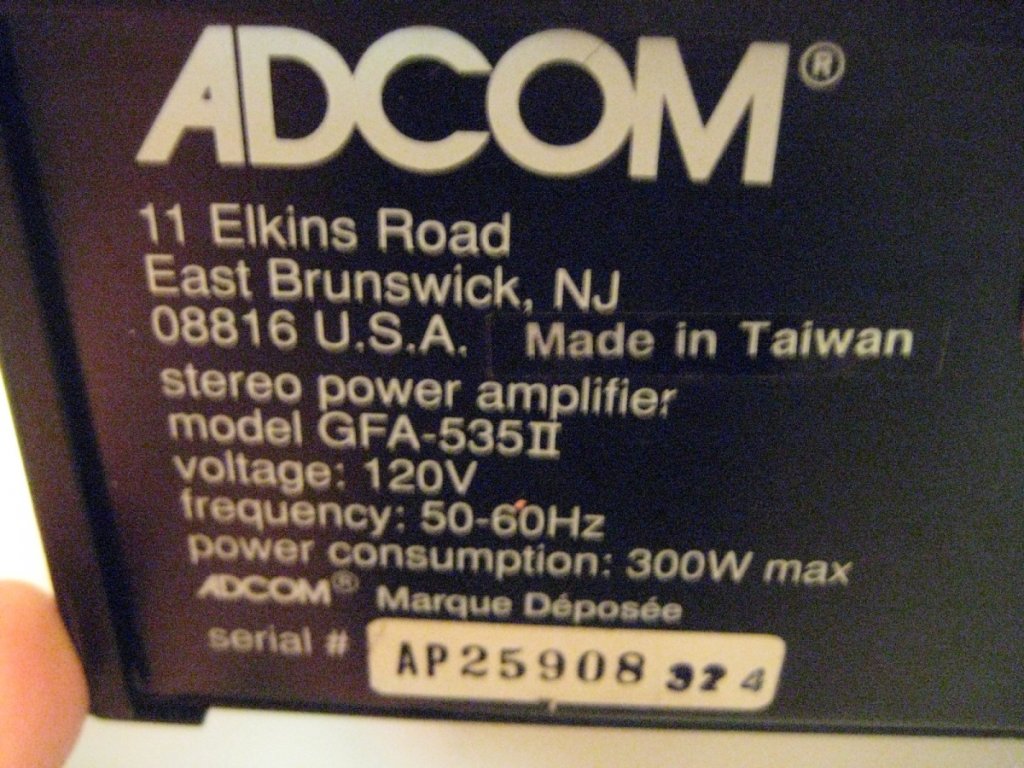 ADCOM®
11 Elkins Road
East Brunswick, NJ
08816 U.S.A. Made in Taiwan
stereo power amplifier
model GFA-535II
voltage: 120V
frequency: 50-60Hz
power consumption: 300W max
ADCOM® Marque Déposée
serial # AP25908 374